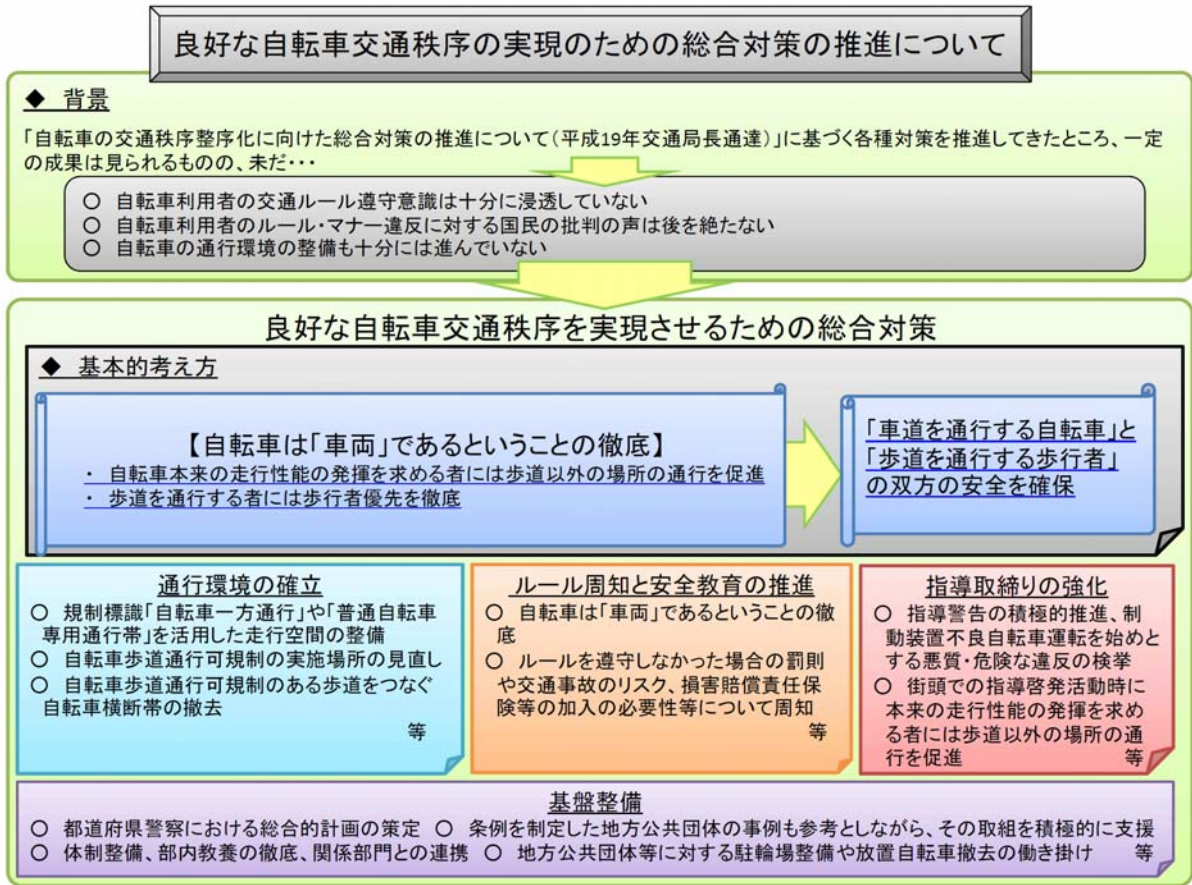 良好な自転車交通秩序の実現のための総合対策の推進について
◆ 背景
「自転車の交通秩序整序化に向けた総合対策の推進について(平成19年交通局長通達)」に基づく各種対策を推進してきたところ、一定
の成果は見られるものの、未だ・・・
○ 自転車利用者の交通ルール遵守意識は十分に浸透していない
○ 自転車利用者のルール・マナー違反に対する国民の批判の声は後を絶たない
○ 自転車の通行環境の整備も十分には進んでいない
良好な自転車交通秩序を実現させるための総合対策
◆ 基本的考え方
【自転車は「車両」であるということの徹底】
・ 自転車本来の走行性能の発揮を求める者には歩道以外の場所の通行を促進
・ 歩道を通行する者には歩行者優先を徹底
「車道を通行する自転車」と
「歩道を通行する歩行者」
の双方の安全を確保
通行環境の確立
○ 規制標識「自転車一方通行」や「普通自転車
専用通行帯」を活用した走行空間の整備
○ 自転車歩道通行可規制の実施場所の見直し
○ 自転車歩道通行可規制のある歩道をつなぐ
自転車横断帯の撤去
等
ルール周知と安全教育の推進
○ 自転車は「車両」であるということの徹
底
○ ルールを遵守しなかった場合の罰則
や交通事故のリスク、損害賠償責任保
険等の加入の必要性等について周知
等
指導取締りの強化
○ 指導警告の積極的推進、制
動装置不良自転車運転を始めと
する悪質・危険な違反の検挙
○ 街頭での指導啓発活動時に
本来の走行性能の発揮を求め
る者には歩道以外の場所の通
行を促進 等
基盤整備
○ 都道府県警察における総合的計画の策定 ○ 条例を制定した地方公共団体の事例も参考としながら、その取組を積極的に支援
○ 体制整備、部内教養の徹底、関係部門との連携 ○ 地方公共団体等に対する駐輪場整備や放置自転車撤去の働き掛け 等